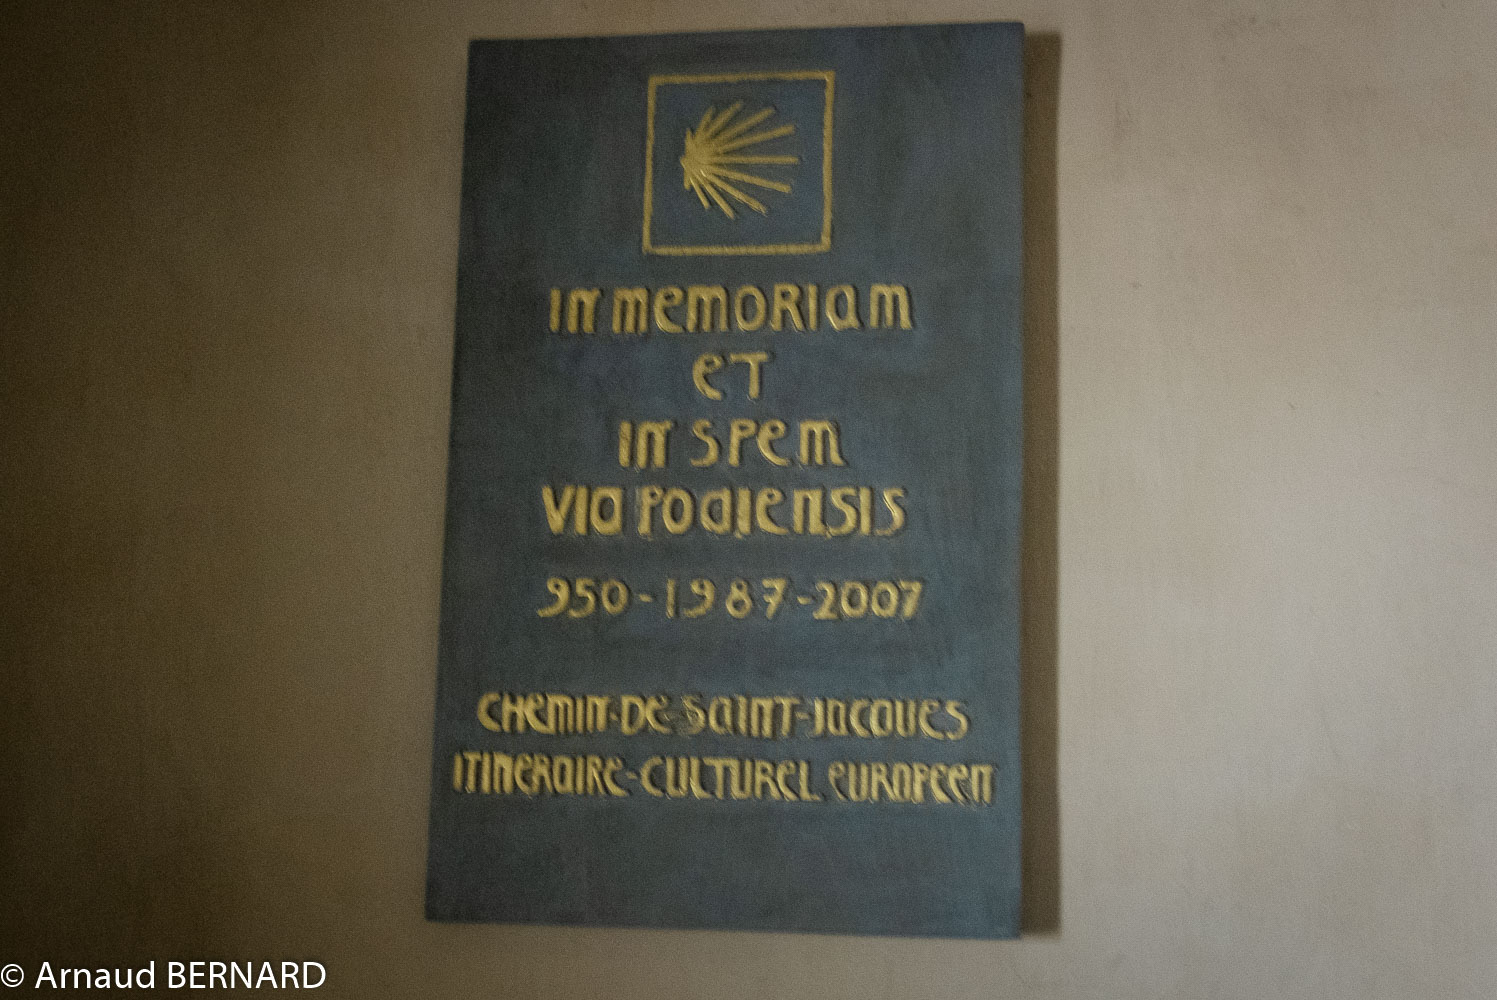 IN MEMORIAM
ET
IN SPEM
VIA PODIENSIS
950-1987-2007
CHEMIN-DE-SAINT-JACQUES
ITINERAIRE-CULTUREL EUROPEEN
© Arnaud BERNARD